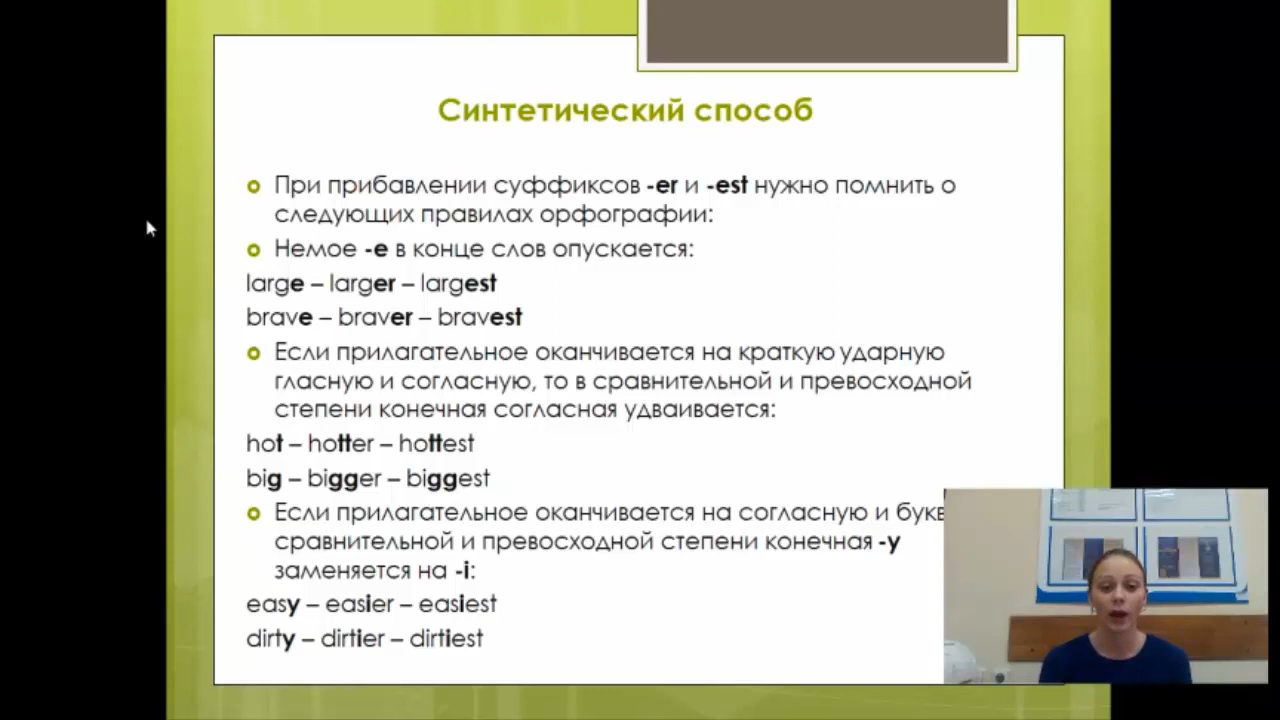 Синтетический способ
При прибавлении суффиксов -er и -est нужно помнить о
следующих правилах орфографии:
Немое -e в конце слов опускается:
large – larger – largest
brave – braver – bravest
Если прилагательное оканчивается на краткую ударную
гласную и согласную, то в сравнительной и превосходной
степени конечная согласная удваивается:
hot – hotter – hottest
big – bigger – biggest
Если прилагательное оканчивается на согласную и
сравнительной и превосходной степени конечная -y
заменяется на -i:
easy – easier – easiest
dirty – dirtier – dirtiest